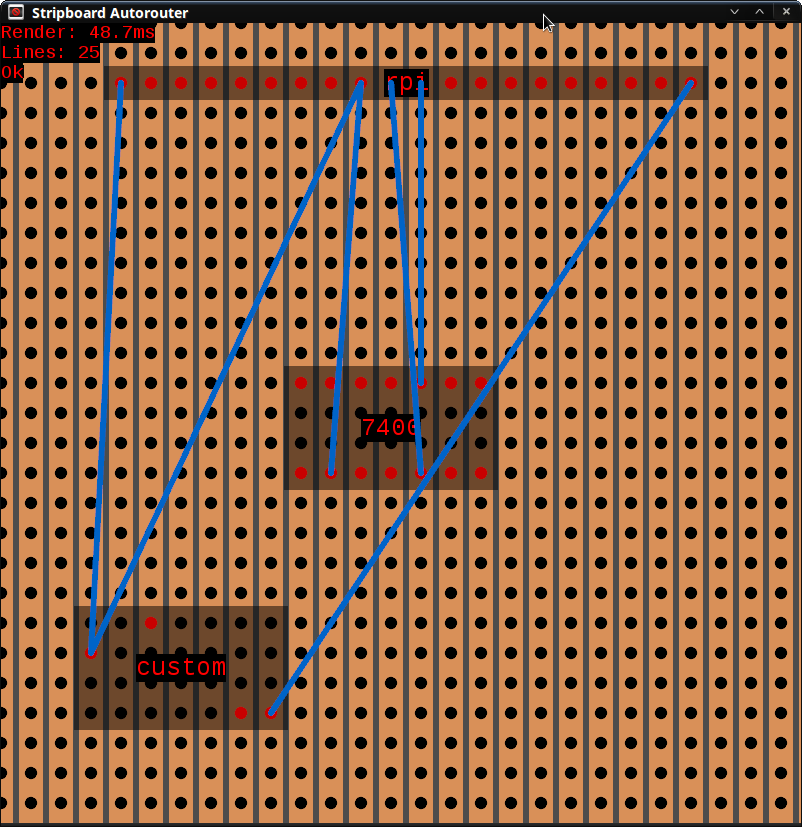 Stripboard Autorouter
Render: 48.7ms
Lines: 25
Ok
rpi
7400
custom